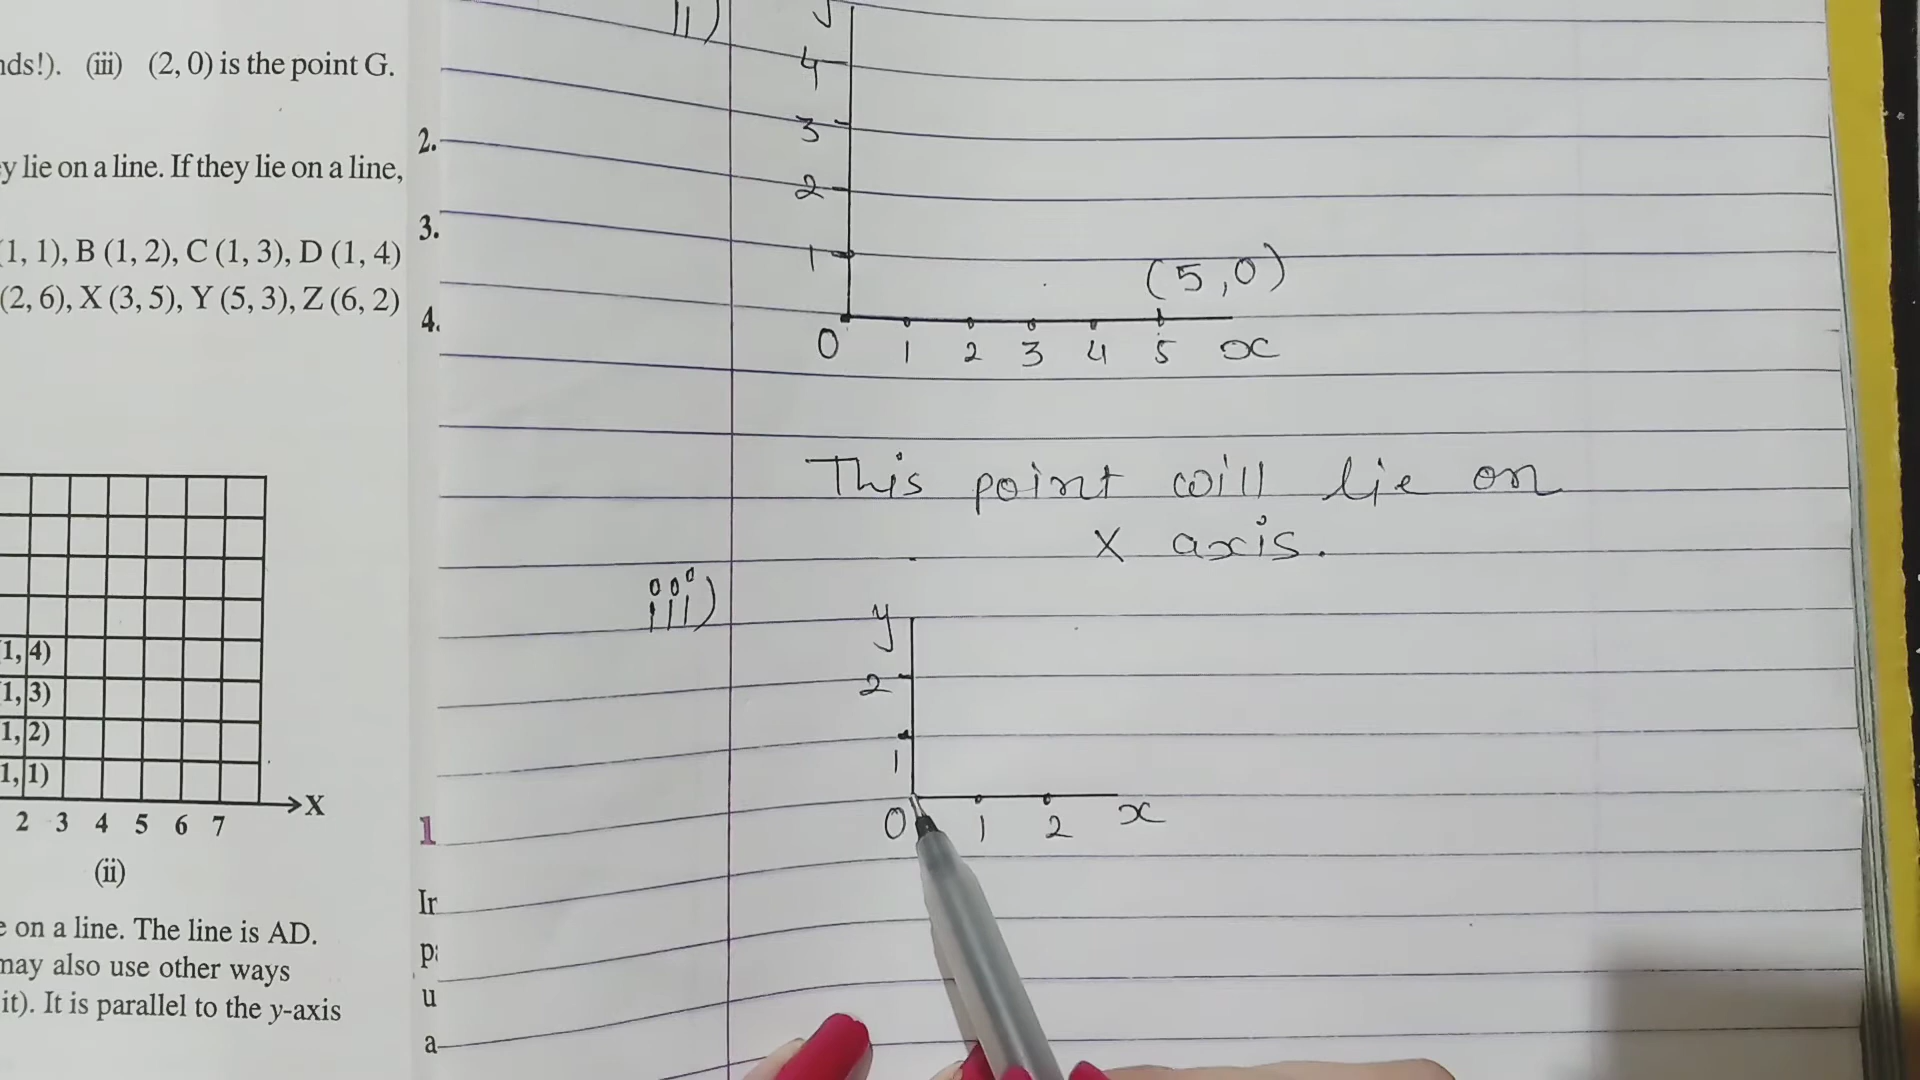 (iii) (2, 0) is the point G.
lie on a line. If they lie on a line,
1, 1), B (1, 2), C (1, 3), D (1, 4)
(2, 6), X (3, 5), Y (5, 3), Z (6, 2)
1, 4)
1, 3)
1, 2)
1, 1)
X
2 3 4 5 6 7
(ii)
on a line. The line is AD.
may also use other ways
it). It is parallel to the y-axis
2.
3.
4.
1
u
a
ii)
y
4
3
2
1
(5,0)
0 1 2 3 4 5 x
This point will lie on
X axis.
iii)
y
2
1
0 1 2 x